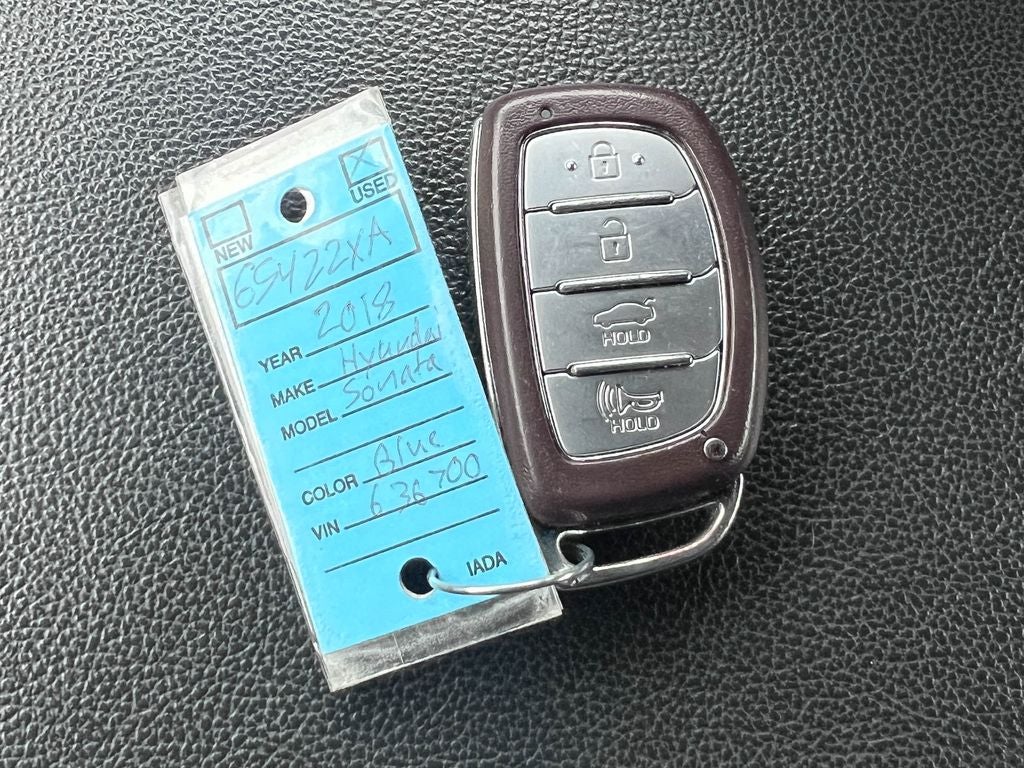 USED
NEW
65422XA
YEAR 2018
MAKE Hyundai
MODEL Sonata
COLOR Blue
VIN 636700
IADA
HOLD
HOLD